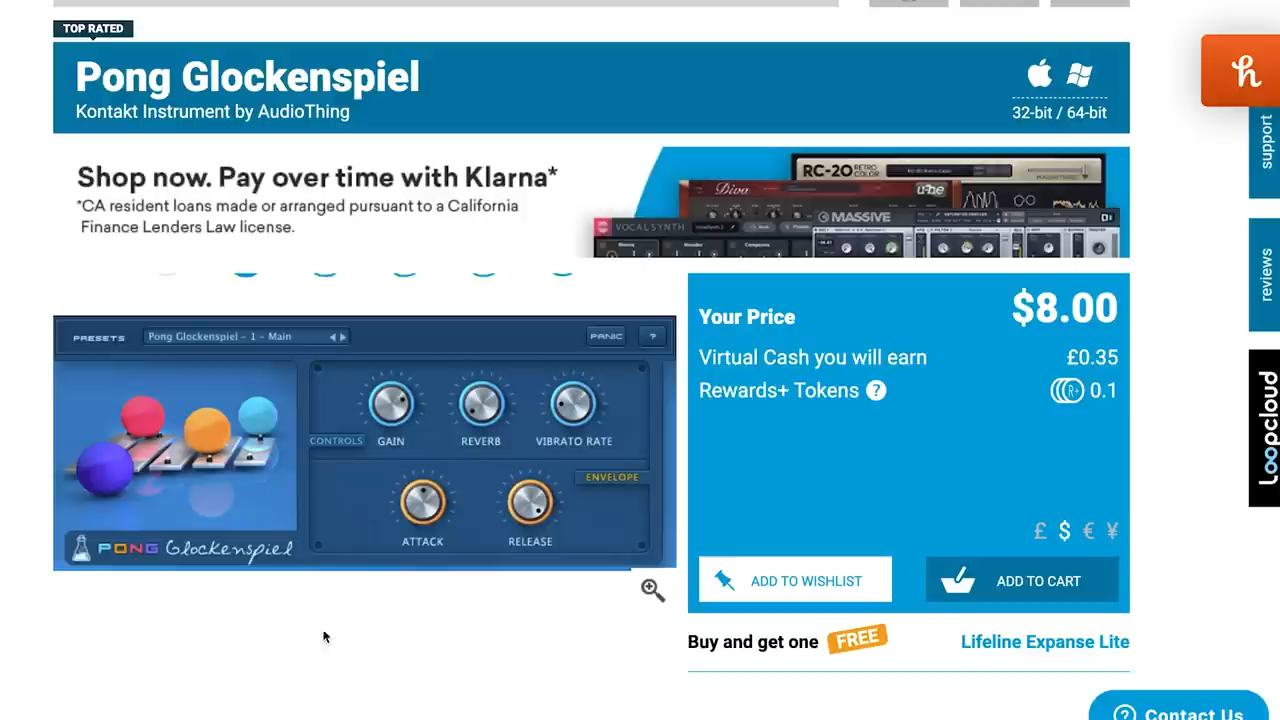 TOP RATED
Pong Glockenspiel
Kontakt Instrument by AudioThing
32-bit / 64-bit
Shop now. Pay over time with Klarna*
*CA resident loans made or arranged pursuant to a California
Finance Lenders Law license.
RC-20 RETRO COLOR
Diva
u-he
VOCALSYNTH
MASSIVE
support
reviews
loopcloud
PRESETS
Pong Glockenspiel - 1 - Main
PANIC
?
CONTROLS
GAIN
REVERB
VIBRATO RATE
ENVELOPE
ATTACK
RELEASE
PONG Glockenspiel
Your Price
$8.00
Virtual Cash you will earn
£0.35
Rewards+ Tokens ?
R+ 0.1
£ $ € ¥
ADD TO WISHLIST
ADD TO CART
Buy and get one FREE
Lifeline Expanse Lite
? Contact Us